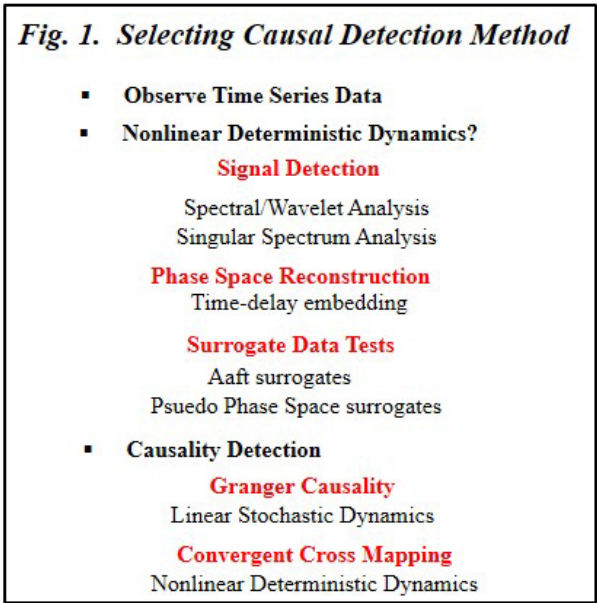 Fig. 1. Selecting Causal Detection Method
▪ Observe Time Series Data
▪ Nonlinear Deterministic Dynamics?
Signal Detection
Spectral/Wavelet Analysis
Singular Spectrum Analysis
Phase Space Reconstruction
Time-delay embedding
Surrogate Data Tests
Aaft surrogates
Psuedo Phase Space surrogates
▪ Causality Detection
Granger Causality
Linear Stochastic Dynamics
Convergent Cross Mapping
Nonlinear Deterministic Dynamics